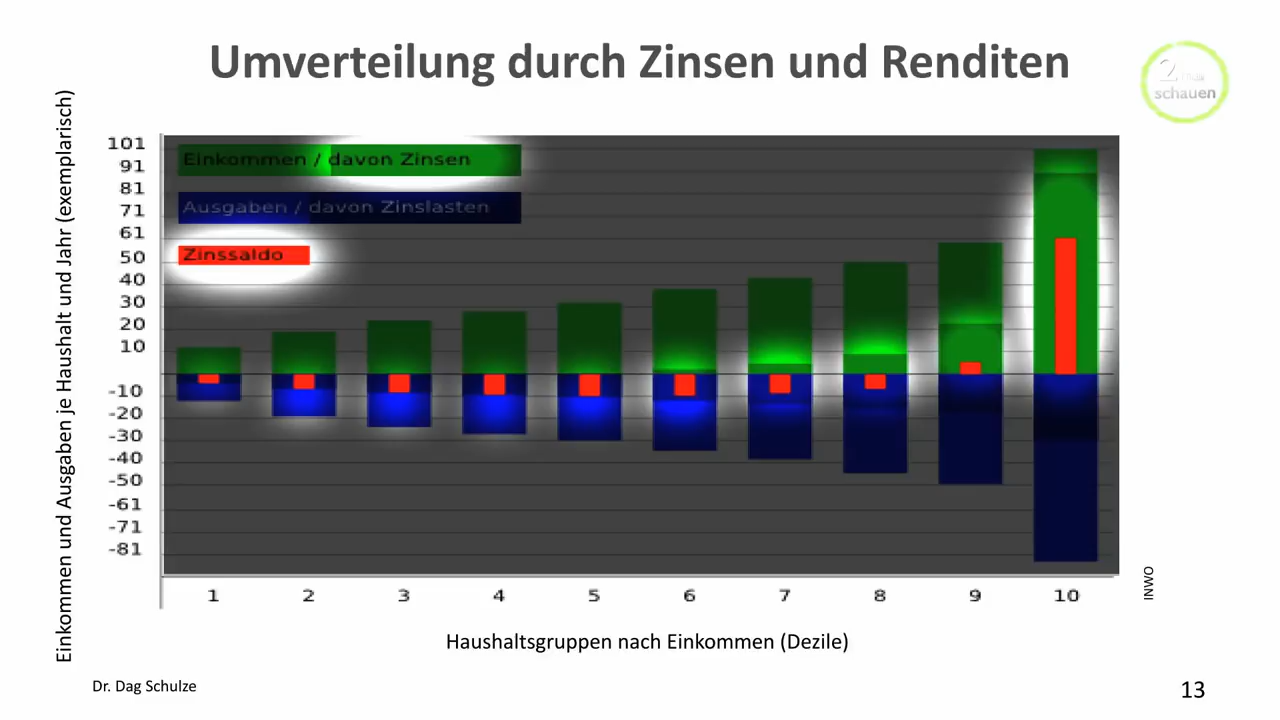 Umverteilung durch Zinsen und Renditen
2
schauen
Einkommen und Ausgaben je Haushalt und Jahr (exemplarisch)
101
91
81
71
61
50
40
30
20
10
-10
-20
-30
-40
-50
-61
-71
-81
Einkommen / davon Zinsen
Ausgaben / davon Zinslasten
Zinssaldo
1 2 3 4 5 6 7 8 9 10
INWO
Haushaltsgruppen nach Einkommen (Dezile)
Dr. Dag Schulze
13